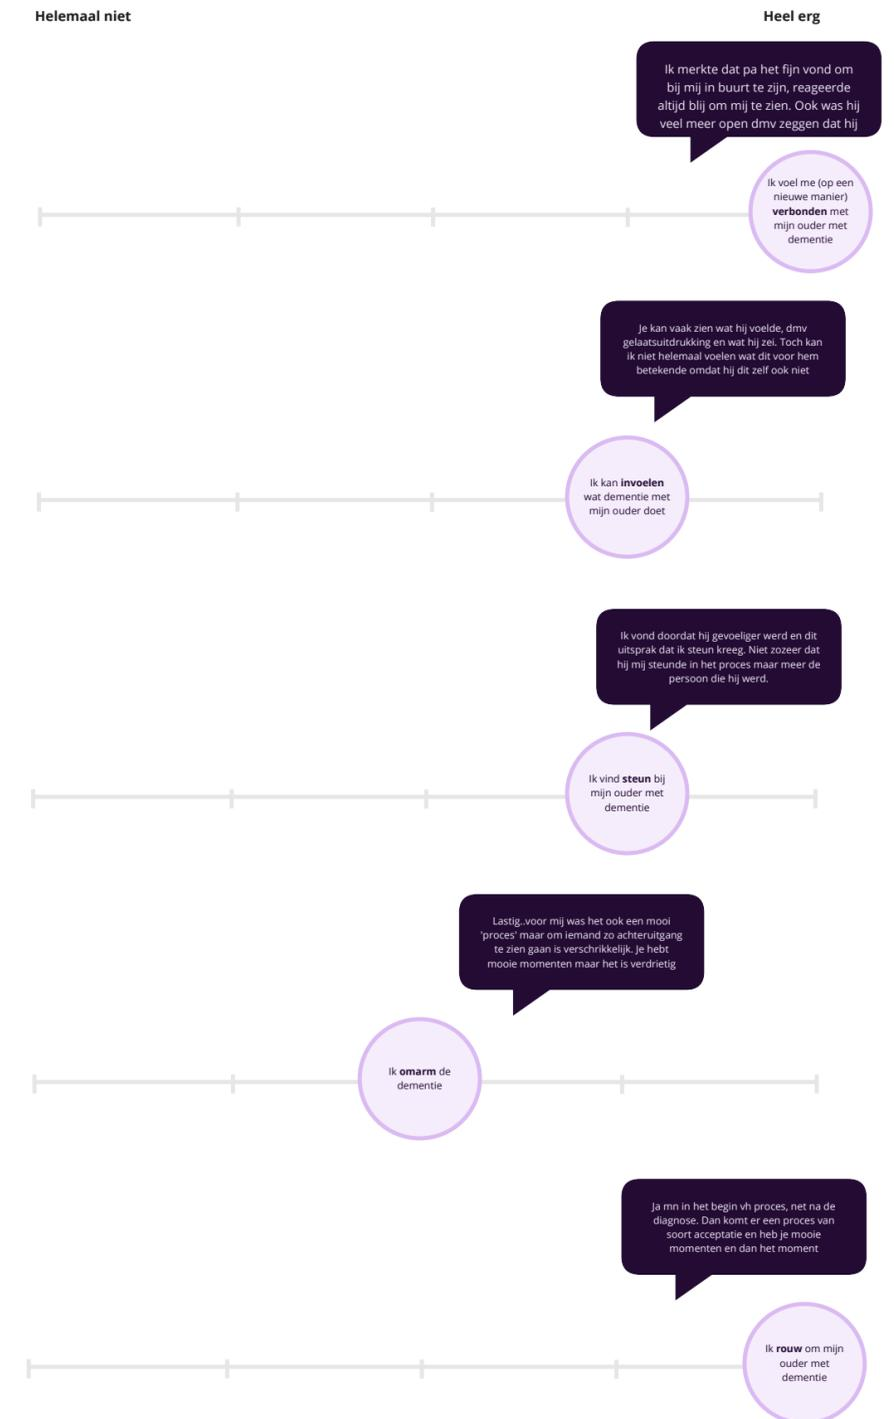 Helemaal niet
Heel erg
Ik merkte dat pa het fijn vond om
bij mij in buurt te zijn, reageerde
altijd blij om mij te zien. Ook was hij
veel meer open dmv zeggen dat hij
Ik voel me (op een
nieuwe manier)
verbonden met
mijn ouder met
dementie
Je kan vaak zien wat hij voelde, dmv
gelaatsuitdrukking en wat hij zei. Toch kan
ik niet helemaal voelen wat dit voor hem
betekende omdat hij dit zelf ook niet
Ik kan invoelen
wat dementie met
mijn ouder doet
Ik vond doordat hij gevoeliger werd en dit
uitsprak dat ik steun kreeg. Niet zozeer dat
hij mij steunde in het proces maar meer de
persoon die hij werd.
Ik vind steun bij
mijn ouder met
dementie
Lastig..voor mij was het ook een mooi
'proces' maar om iemand zo achteruitgang
te zien gaan is verschrikkelijk. Je hebt
mooie momenten maar het is verdrietig
Ik omarm de
dementie
Ja mn in het begin vh proces, net na de
diagnose. Dan komt er een proces van
soort acceptatie en heb je mooie
momenten en dan het moment
Ik rouw om mijn
ouder met
dementie